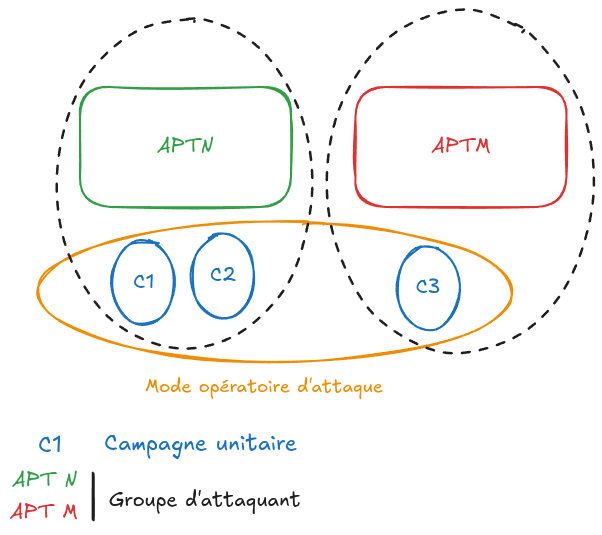 APTN
APTM
C1
C2
C3
Mode opératoire d'attaque
C1 Campagne unitaire
APT N
APT M
Groupe d'attaquant